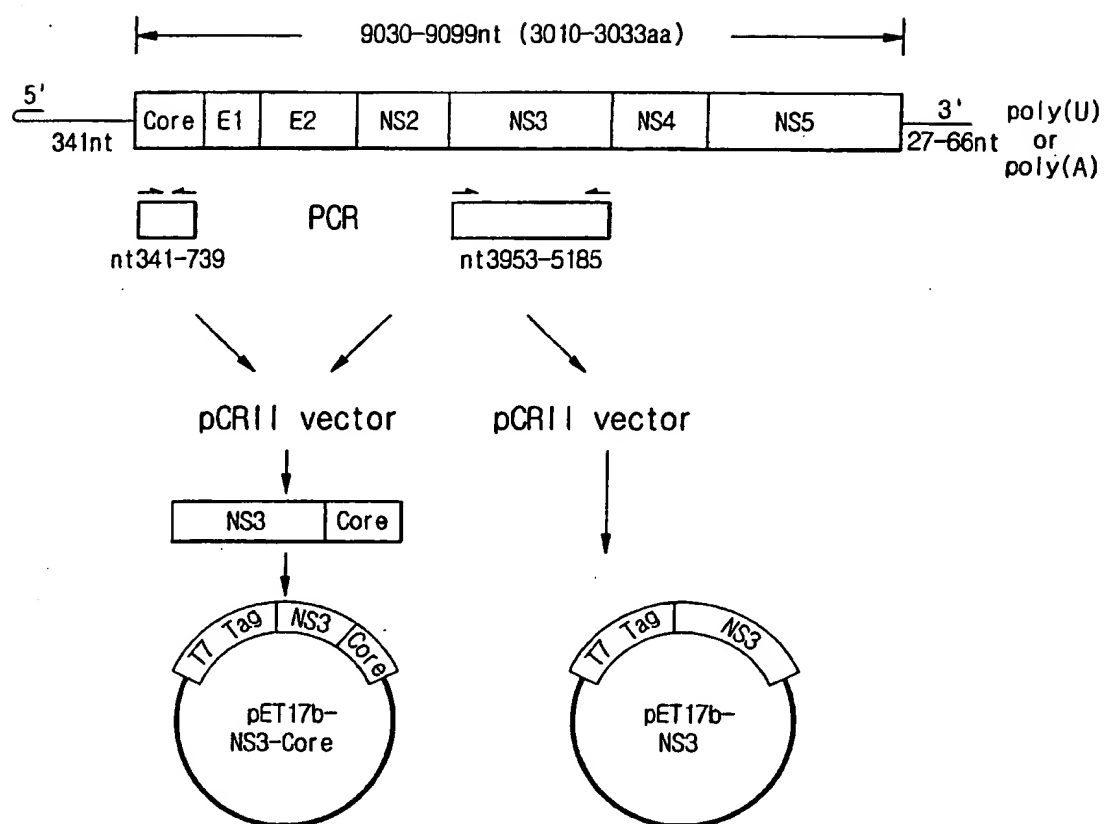 9030-9099nt (3010-3033aa)
5'
341nt
Core E1 E2 NS2 NS3 NS4 NS5
3'
27-66nt
poly(U)
or
poly(A)
PCR
nt341-739
nt3953-5185
pCRII vector
pCRII vector
NS3 Core
T7 Tag NS3 Core
pET17b-
NS3-Core
T7 Tag NS3
pET17b-
NS3